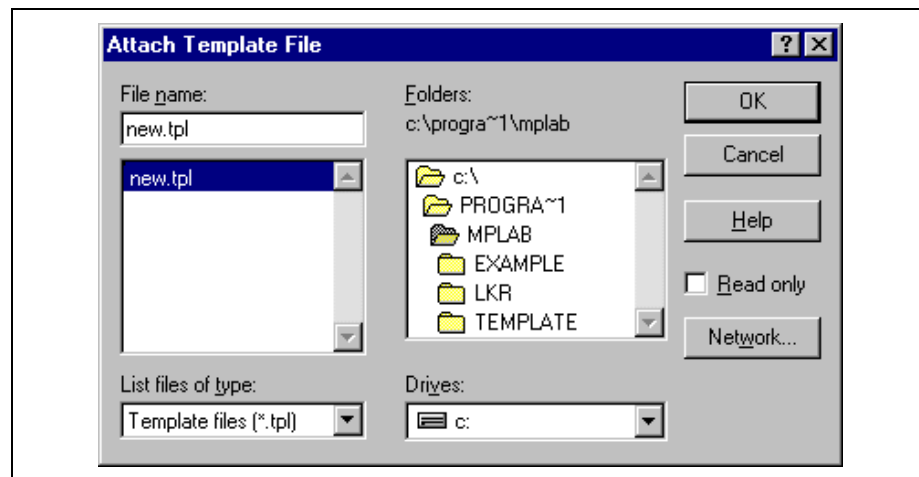 Attach Template File
File name:
new.tpl
new.tpl
List files of type:
Template files (*.tpl)
Folders:
c:\progra~1\mplab
c:\
PROGRA~1
MPLAB
EXAMPLE
LKR
TEMPLATE
Drives:
c:
OK
Cancel
Help
Read only
Network...